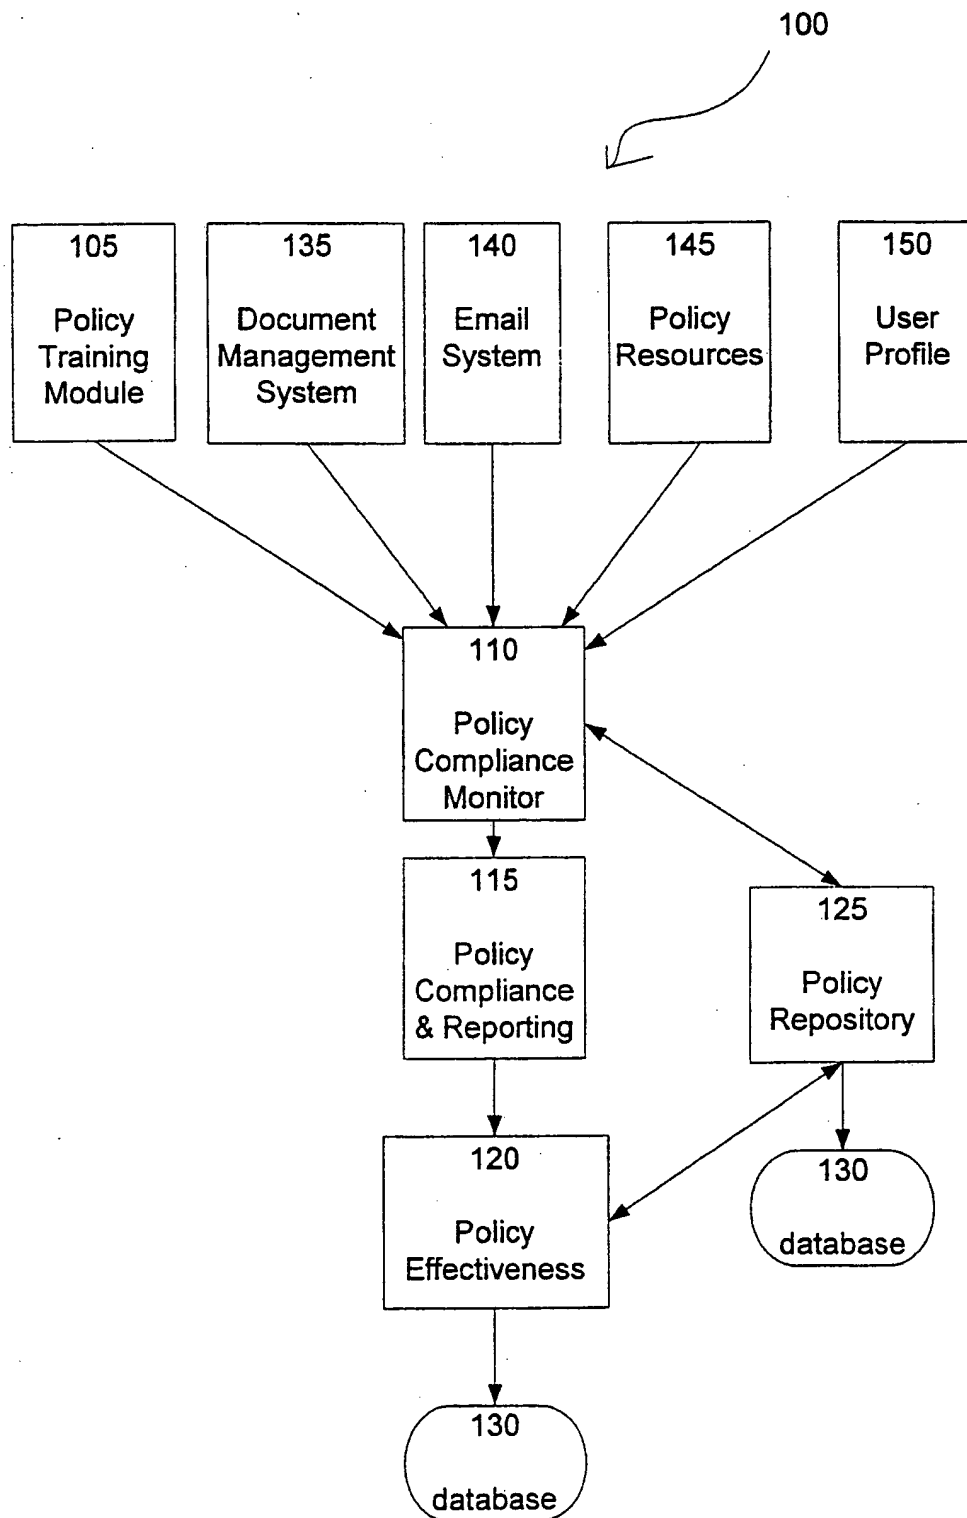 100
105
Policy
Training
Module
135
Document
Management
System
140
Email
System
145
Policy
Resources
150
User
Profile
110
Policy
Compliance
Monitor
115
Policy
Compliance
& Reporting
125
Policy
Repository
120
Policy
Effectiveness
130
database
130
database